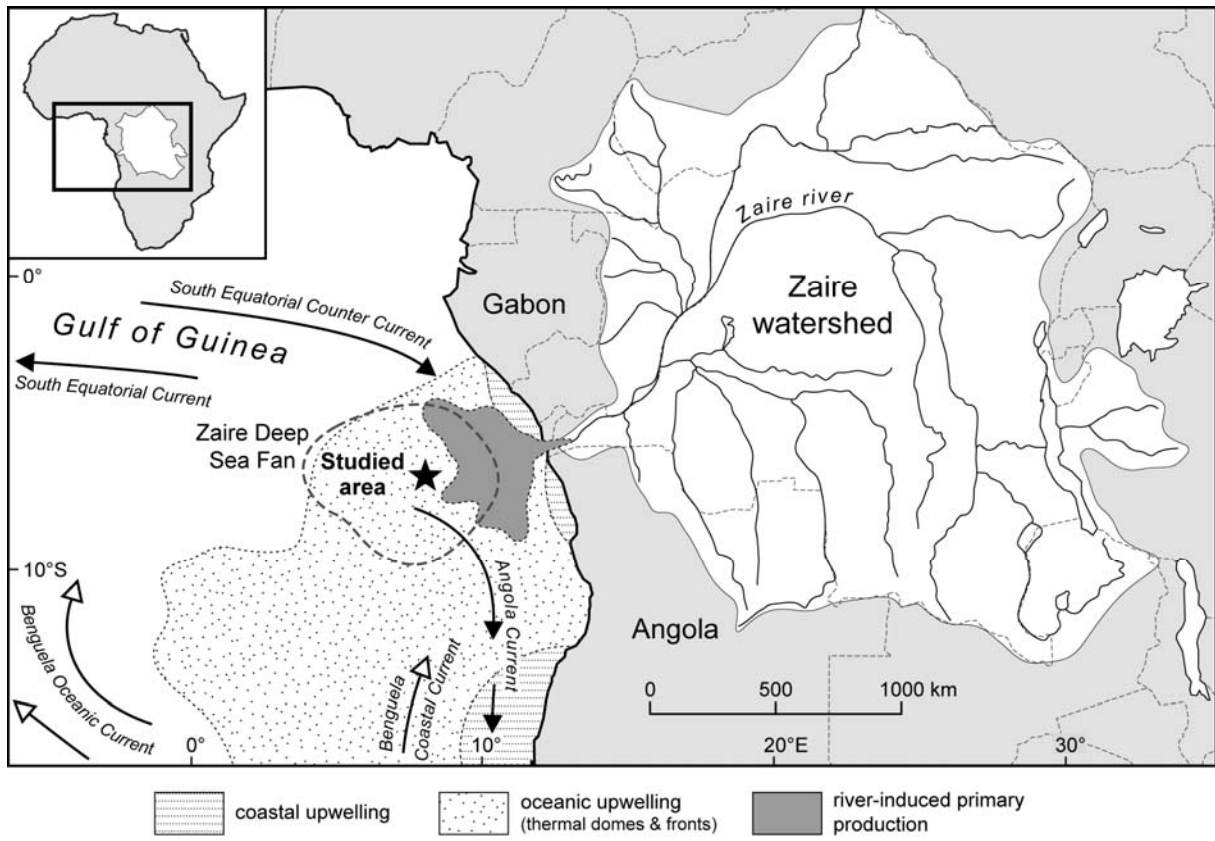 Zaire river
0°
South Equatorial Counter Current
Gabon
Zaire
watershed
Gulf of Guinea
South Equatorial Current
Zaire Deep
Sea Fan
Studied
area
10°S
Angola Current
Angola
Benguela Oceanic Current
Benguela
Coastal Current
0
500
1000 km
0°
10°
20°E
30°
coastal upwelling
oceanic upwelling
(thermal domes & fronts)
river-induced primary
production